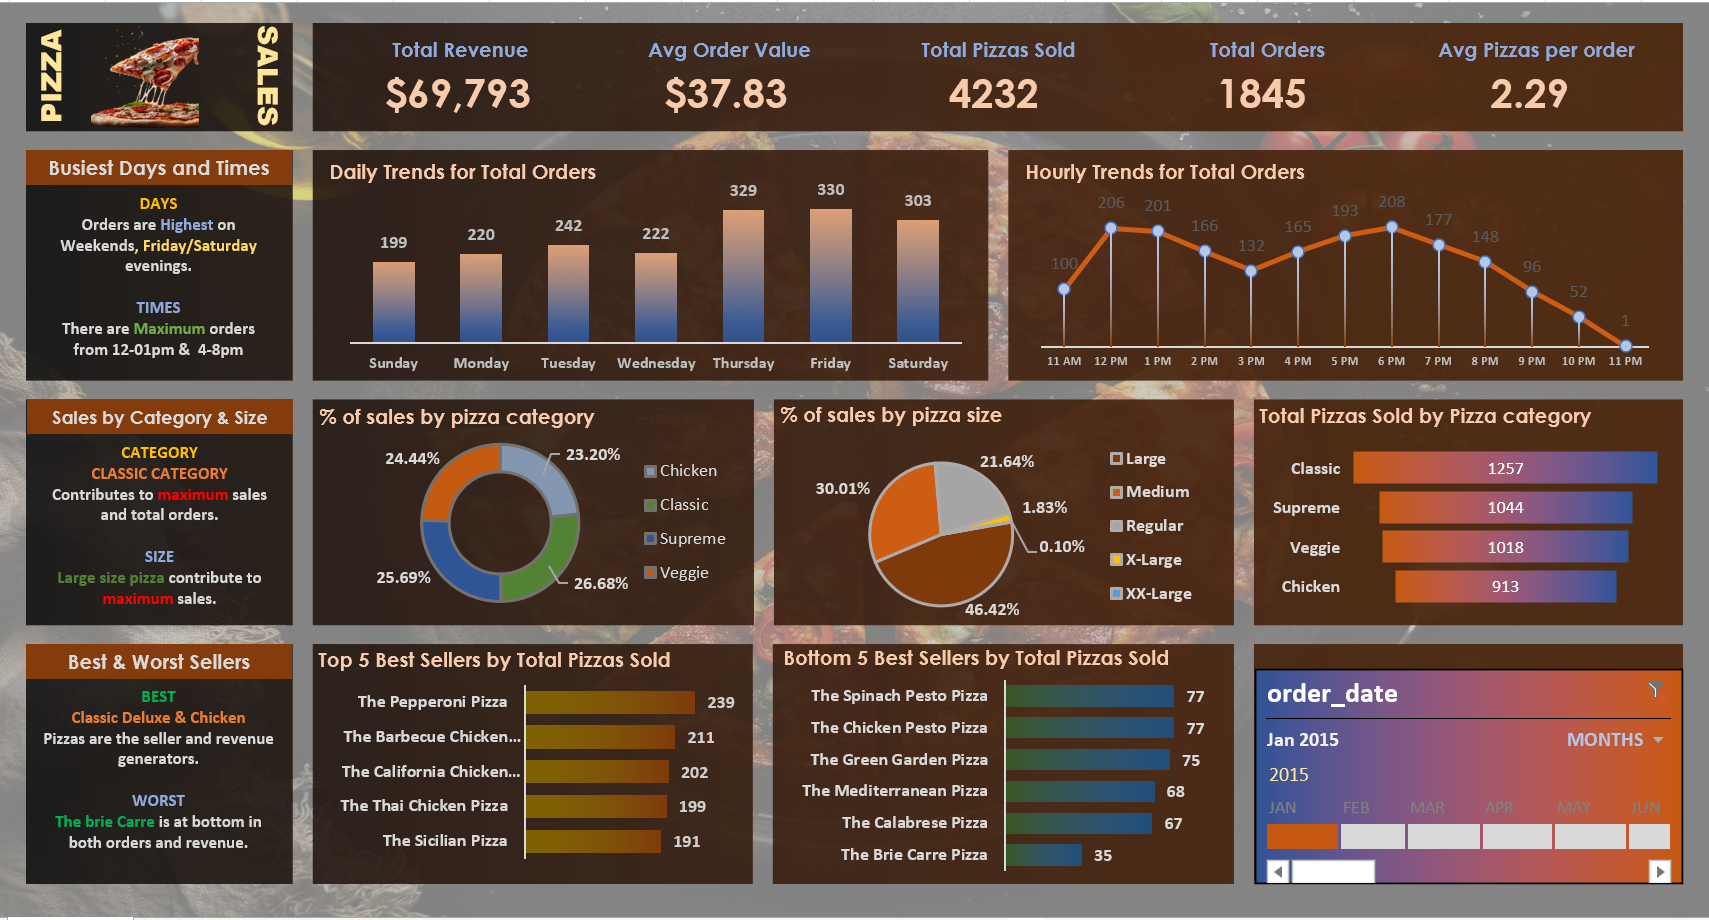 PIZZA
SALES
Total Revenue
$69,793
Avg Order Value
$37.83
Total Pizzas Sold
4232
Total Orders
1845
Avg Pizzas per order
2.29
Busiest Days and Times
DAYS
Orders are Highest on
Weekends, Friday/Saturday
evenings.
TIMES
There are Maximum orders
from 12-01pm & 4-8pm
Daily Trends for Total Orders
199
220
242
222
329
330
303
Sunday
Monday
Tuesday
Wednesday
Thursday
Friday
Saturday
Hourly Trends for Total Orders
100
206
201
166
132
165
193
208
177
148
96
52
1
11 AM
12 PM
1 PM
2 PM
3 PM
4 PM
5 PM
6 PM
7 PM
8 PM
9 PM
10 PM
11 PM
Sales by Category & Size
CATEGORY
CLASSIC CATEGORY
Contributes to maximum sales
and total orders.
SIZE
Large size pizza contribute to
maximum sales.
% of sales by pizza category
24.44%
23.20%
25.69%
26.68%
Chicken
Classic
Supreme
Veggie
% of sales by pizza size
21.64%
30.01%
1.83%
0.10%
46.42%
Large
Medium
Regular
X-Large
XX-Large
Total Pizzas Sold by Pizza category
Classic 1257
Supreme 1044
Veggie 1018
Chicken 913
Best & Worst Sellers
BEST
Classic Deluxe & Chicken
Pizzas are the seller and revenue
generators.
WORST
The brie Carre is at bottom in
both orders and revenue.
Top 5 Best Sellers by Total Pizzas Sold
The Pepperoni Pizza 239
The Barbecue Chicken... 211
The California Chicken... 202
The Thai Chicken Pizza 199
The Sicilian Pizza 191
Bottom 5 Best Sellers by Total Pizzas Sold
The Spinach Pesto Pizza 77
The Chicken Pesto Pizza 77
The Green Garden Pizza 75
The Mediterranean Pizza 68
The Calabrese Pizza 67
The Brie Carre Pizza 35
order_date
Jan 2015 MONTHS
2015
JAN FEB MAR APR MAY JUN